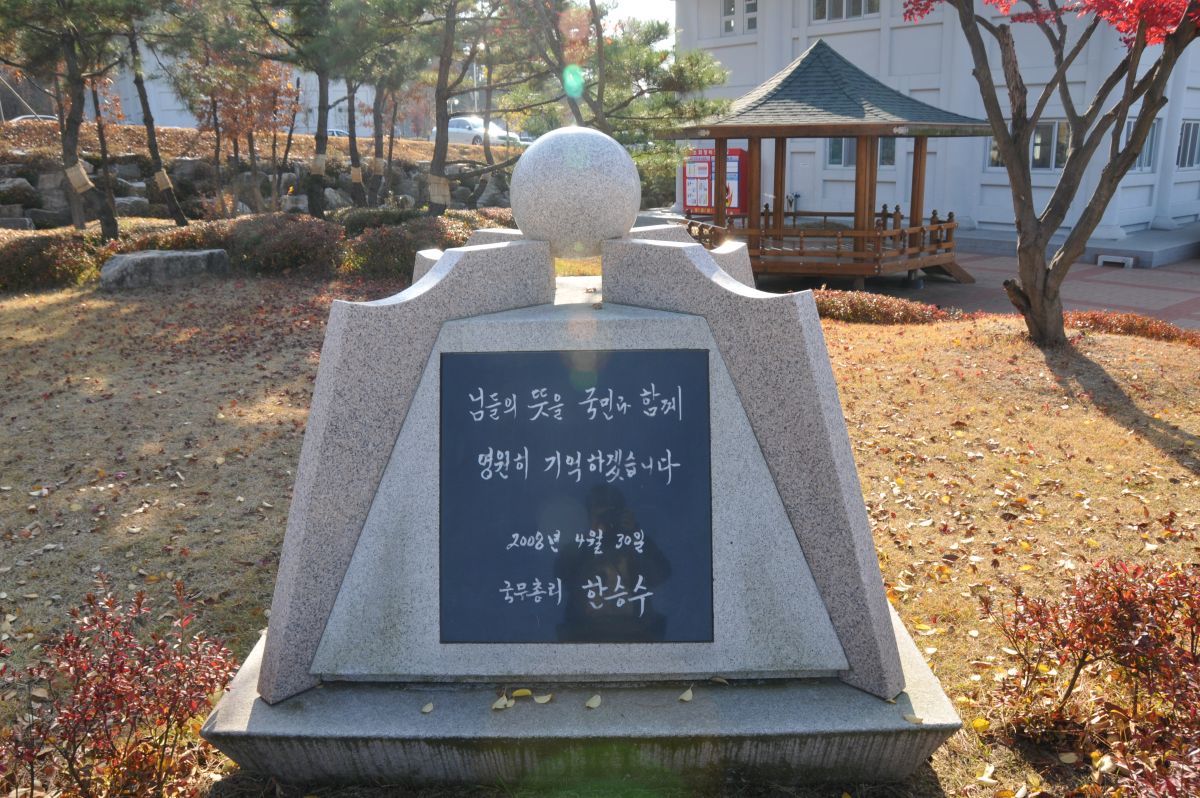 님들의 뜻을 국민과 함께
영원히 기억하겠습니다
2008년 4월 30일
국무총리 한승수